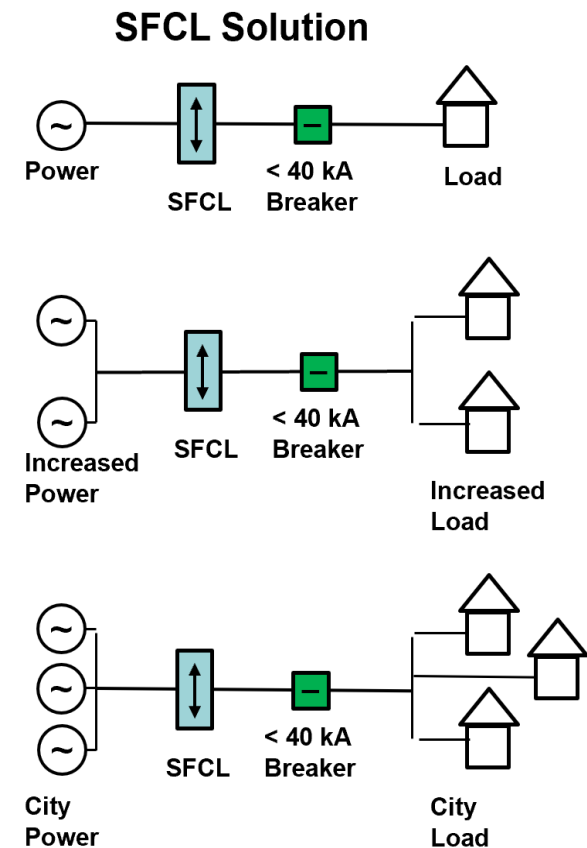 SFCL Solution
~
Power
SFCL
< 40 kA
Breaker
Load
~
~
Increased
Power
SFCL
< 40 kA
Breaker
Increased
Load
~
~
~
City
Power
SFCL
< 40 kA
Breaker
City
Load